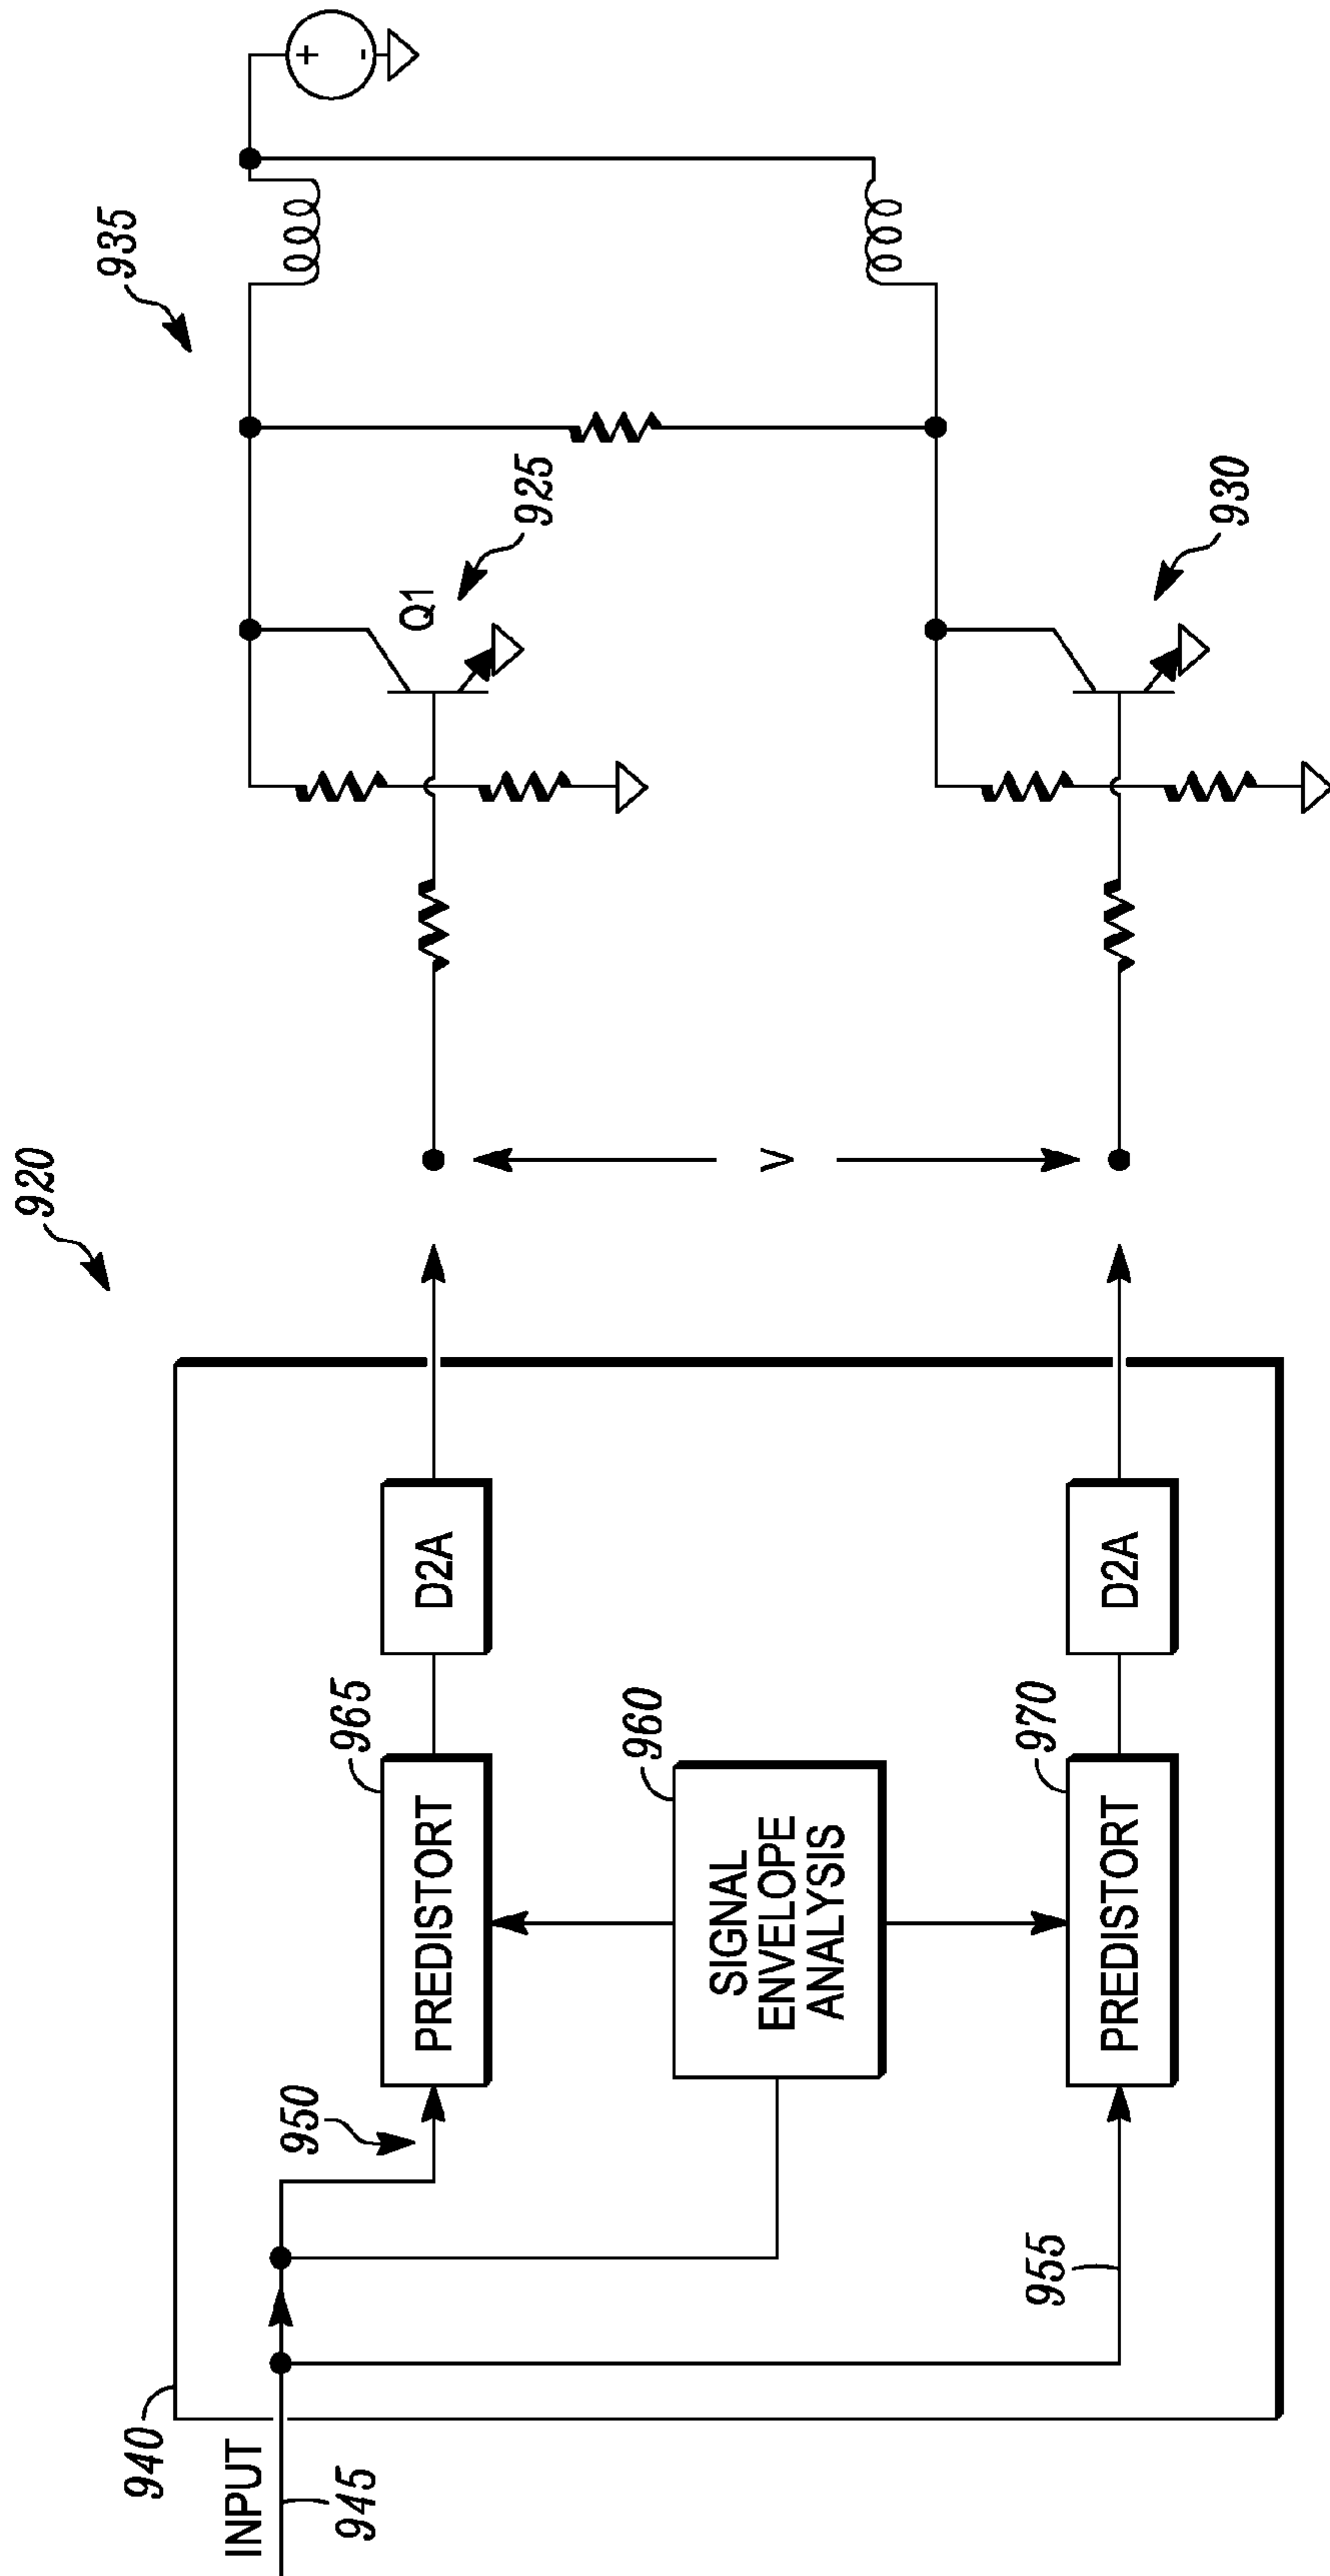 920
935
940
INPUT
945
950
965
PREDISTORT
D2A
Q1
925
960
SIGNAL
ENVELOPE
ANALYSIS
V
955
970
PREDISTORT
D2A
930
+
-